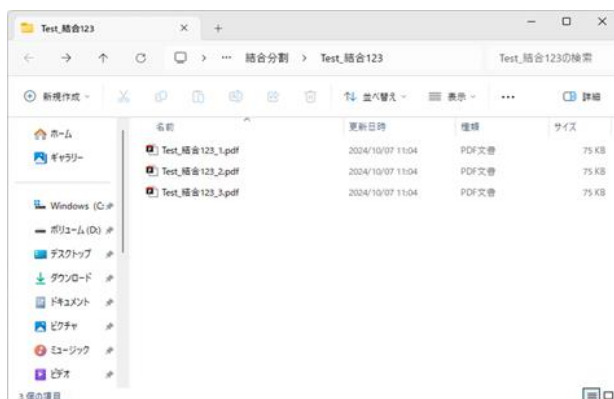 Test_結合123
結合分割 Test_結合123 Test_結合123の検索
新規作成 並べ替え 表示 詳細
ホーム
ギャラリー
Windows (C:
ボリューム (D:)
デスクトップ
ダウンロード
ドキュメント
ピクチャ
ミュージック
ビデオ
名前 更新日時 種類 サイズ
Test_結合123_1.pdf 2024/10/07 11:04 PDF文書 75 KB
Test_結合123_2.pdf 2024/10/07 11:04 PDF文書 75 KB
Test_結合123_3.pdf 2024/10/07 11:04 PDF文書 75 KB
3 個の項目